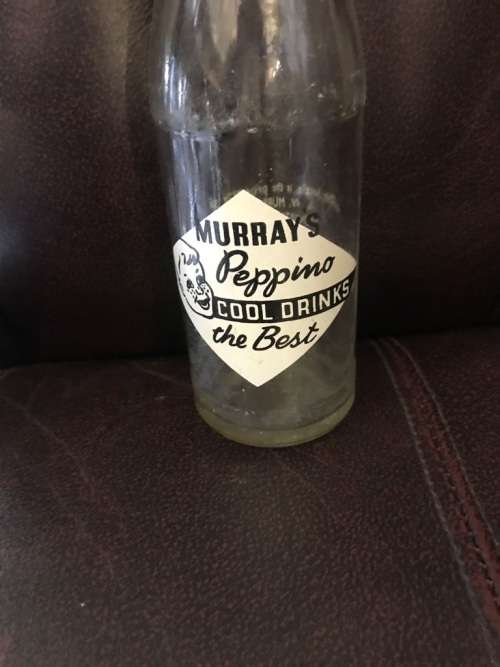 MURRAY'S
Peppino
COOL DRINKS
the Best